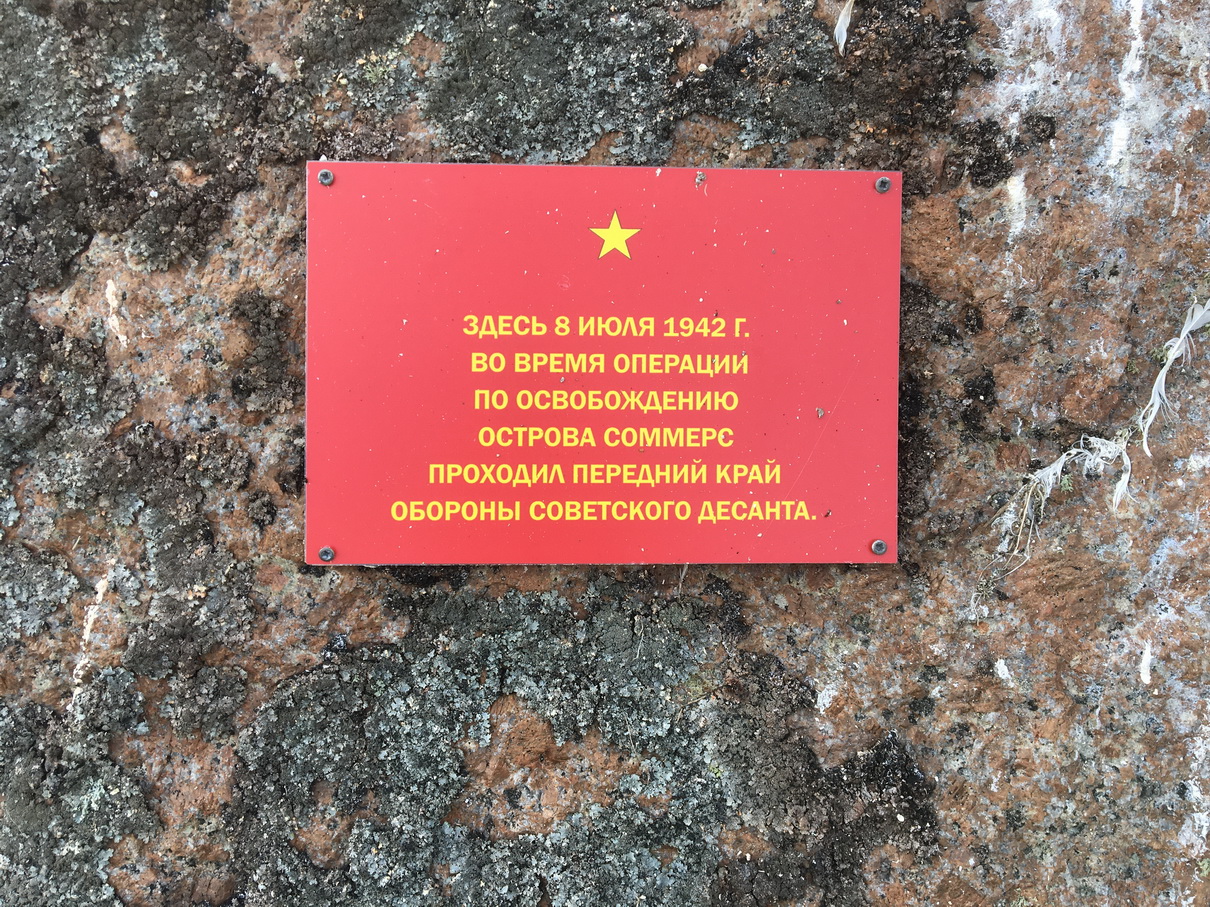 ЗДЕСЬ 8 ИЮЛЯ 1942 Г.
ВО ВРЕМЯ ОПЕРАЦИИ
ПО ОСВОБОЖДЕНИЮ
ОСТРОВА СОММЕРС
ПРОХОДИЛ ПЕРЕДНИЙ КРАЙ
ОБОРОНЫ СОВЕТСКОГО ДЕСАНТА.